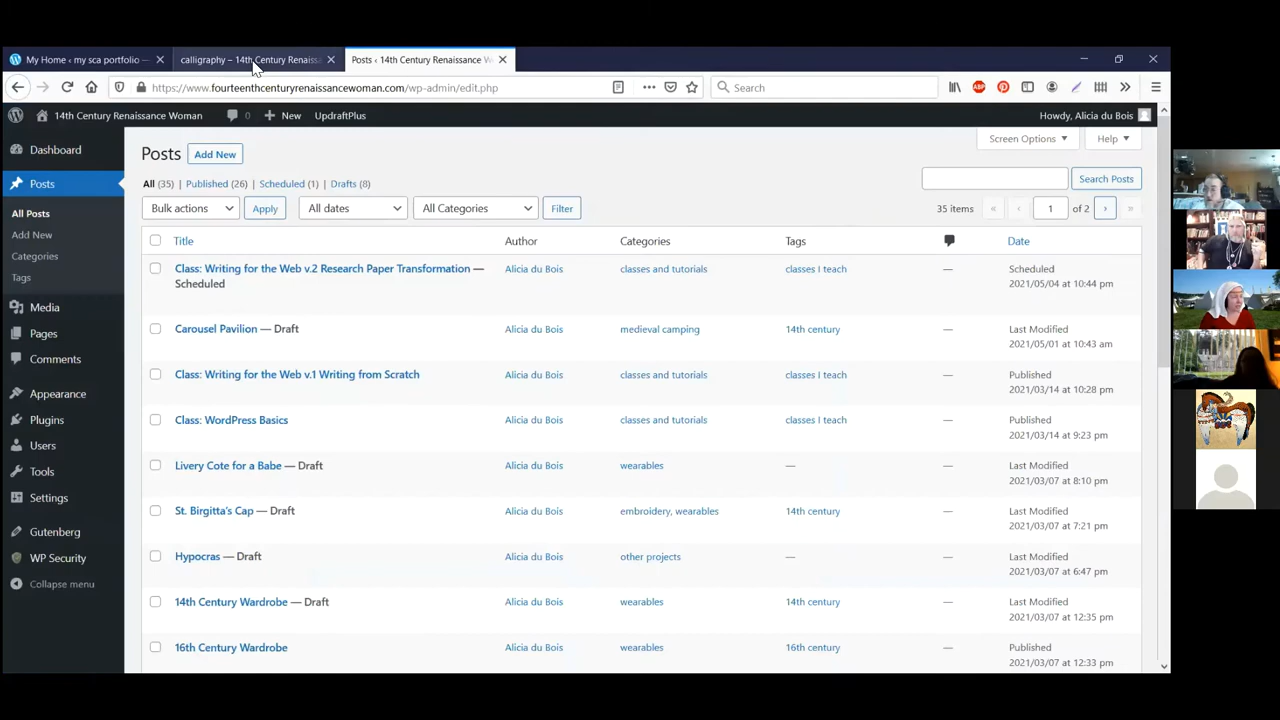 My Home ‹ my sca portfolio —
calligraphy – 14th Century Renaiss
Posts ‹ 14th Century Renaissance W
https://www.fourteenthcenturyrenaissancewoman.com/wp-admin/edit.php
Search
14th Century Renaissance Woman
0
New
UpdraftPlus
Howdy, Alicia du Bois
Dashboard
Posts
All Posts
Add New
Categories
Tags
Media
Pages
Comments
Appearance
Plugins
Users
Tools
Settings
Gutenberg
WP Security
Collapse menu
Screen Options
Help
Posts
Add New
All (35) | Published (26) | Scheduled (1) | Drafts (8)
Search Posts
Bulk actions
Apply
All dates
All Categories
Filter
35 items « ‹ 1 of 2 › »
Title Author Categories Tags Date
Class: Writing for the Web v.2 Research Paper Transformation — Alicia du Bois classes and tutorials classes I teach — Scheduled
Scheduled 2021/05/04 at 10:44 pm
Carousel Pavilion — Draft Alicia du Bois medieval camping 14th century — Last Modified
2021/05/01 at 10:43 am
Class: Writing for the Web v.1 Writing from Scratch Alicia du Bois classes and tutorials classes I teach — Published
2021/03/14 at 10:28 pm
Class: WordPress Basics Alicia du Bois classes and tutorials classes I teach — Published
2021/03/14 at 9:23 pm
Livery Cote for a Babe — Draft Alicia du Bois wearables — — Last Modified
2021/03/07 at 8:10 pm
St. Birgitta's Cap — Draft Alicia du Bois embroidery, wearables 14th century — Last Modified
2021/03/07 at 7:21 pm
Hypocras — Draft Alicia du Bois other projects — — Last Modified
2021/03/07 at 6:47 pm
14th Century Wardrobe — Draft Alicia du Bois wearables 14th century — Last Modified
2021/03/07 at 12:35 pm
16th Century Wardrobe Alicia du Bois wearables 16th century — Published
2021/03/07 at 12:33 pm
ABP